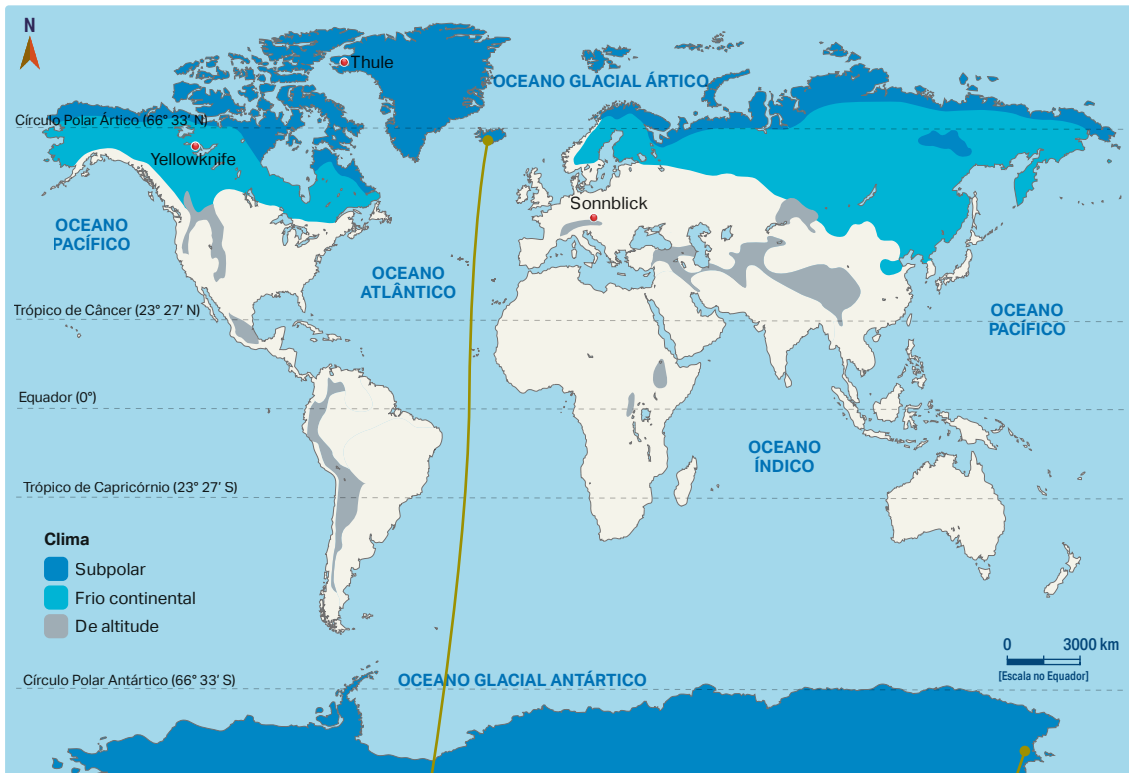 N
Thule
OCEANO GLACIAL ÁRTICO
Círculo Polar Ártico (66° 33’ N)
Yellowknife
Sonnblick
OCEANO
PACÍFICO
OCEANO
ATLÂNTICO
Trópico de Câncer (23° 27’ N)
OCEANO
PACÍFICO
Equador (0°)
OCEANO
ÍNDICO
Trópico de Capricórnio (23° 27’ S)
Clima
Subpolar
Frio continental
De altitude
0 3000 km
[Escala no Equador]
Círculo Polar Antártico (66° 33’ S)
OCEANO GLACIAL ANTÁRTICO